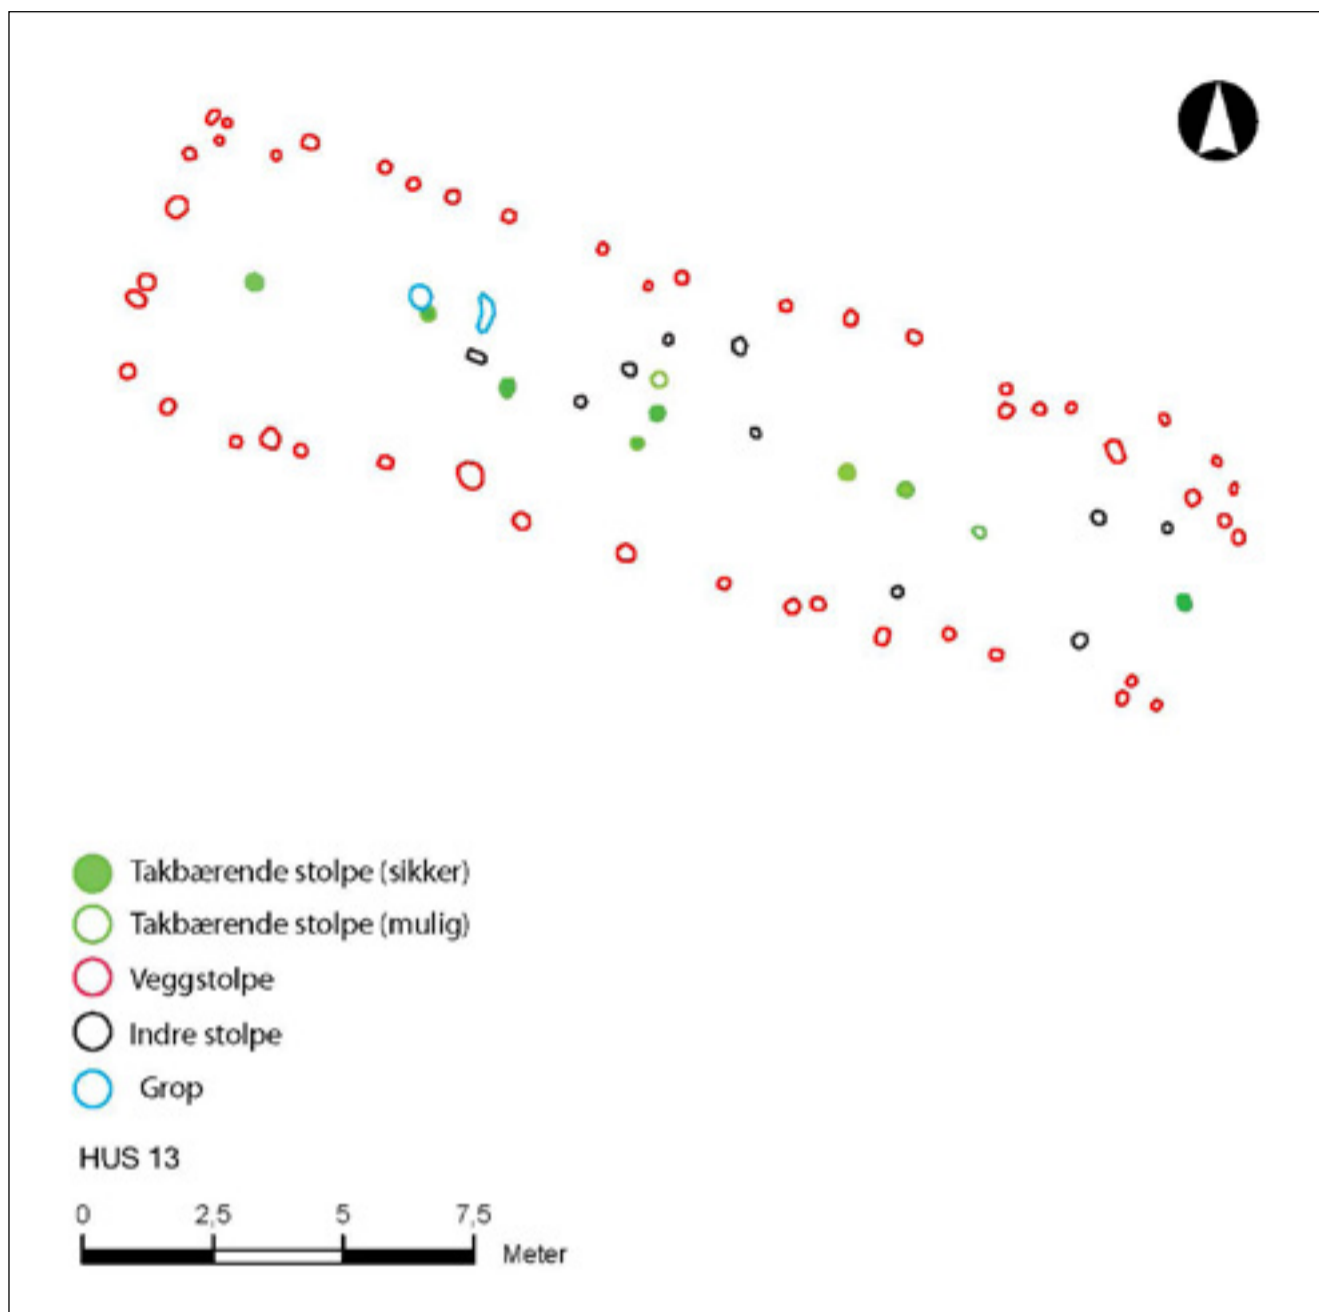 Takbærende stolpe (sikker)
Takbærende stolpe (mulig)
Veggstolpe
Indre stolpe
Grop
HUS 13
0 2,5 5 7,5
Meter